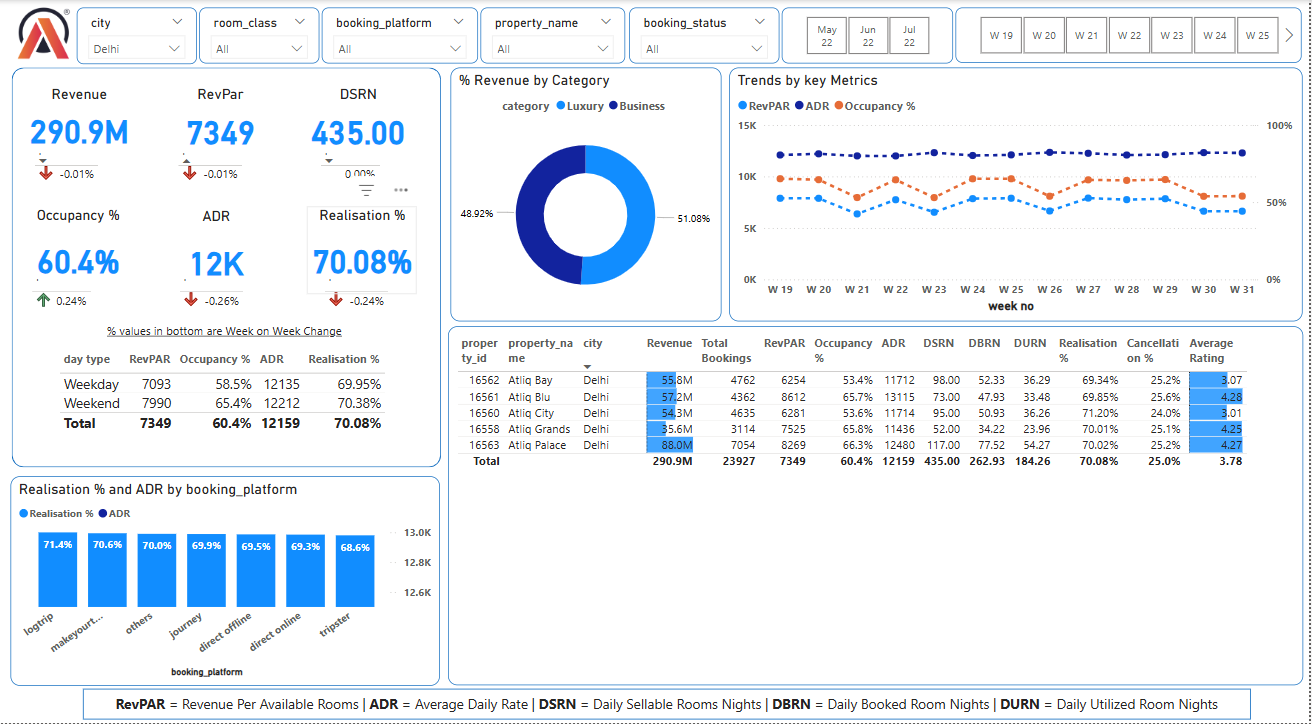 city
room_class
booking_platform
property_name
booking_status
Delhi
All
All
All
All
May 22
Jun 22
Jul 22
W 19
W 20
W 21
W 22
W 23
W 24
W 25
Revenue
RevPar
DSRN
290.9M
7349
435.00
-0.01%
-0.01%
0.00%
Occupancy %
ADR
Realisation %
60.4%
12K
70.08%
0.24%
-0.26%
-0.24%
% values in bottom are Week on Week Change
day type RevPAR Occupancy % ADR Realisation %
Weekday 7093 58.5% 12135 69.95%
Weekend 7990 65.4% 12212 70.38%
Total 7349 60.4% 12159 70.08%
% Revenue by Category
category Luxury Business
48.92%
51.08%
Trends by key Metrics
RevPAR ADR Occupancy %
15K
10K
5K
0K
100%
50%
0%
W 19 W 20 W 21 W 22 W 23 W 24 W 25 W 26 W 27 W 28 W 29 W 30 W 31
week no
property_id property_name city Revenue Total Bookings RevPAR Occupancy % ADR DSRN DBRN DURN Realisation % Cancellation % Average Rating
16562 Atliq Bay Delhi 55.8M 4762 6254 53.4% 11712 98.00 52.33 36.29 69.34% 25.2% 3.07
16561 Atliq Blu Delhi 57.2M 4362 8612 65.7% 13115 73.00 47.93 33.48 69.85% 25.6% 4.28
16560 Atliq City Delhi 54.3M 4635 6281 53.6% 11714 95.00 50.93 36.26 71.20% 24.0% 3.01
16558 Atliq Grands Delhi 35.6M 3114 7525 65.8% 11436 52.00 34.22 23.96 70.01% 25.1% 4.25
16563 Atliq Palace Delhi 88.0M 7054 8269 66.3% 12480 117.00 77.52 54.27 70.02% 25.2% 4.27
Total 290.9M 23927 7349 60.4% 12159 435.00 262.93 184.26 70.08% 25.0% 3.78
Realisation % and ADR by booking_platform
Realisation % ADR
71.4% 70.6% 70.0% 69.9% 69.5% 69.3% 68.6%
13.0K
12.8K
12.6K
logtrip makeyourt... others journey direct offline direct online tripster
booking_platform
RevPAR = Revenue Per Available Rooms | ADR = Average Daily Rate | DSRN = Daily Sellable Rooms Nights | DBRN = Daily Booked Room Nights | DURN = Daily Utilized Room Nights